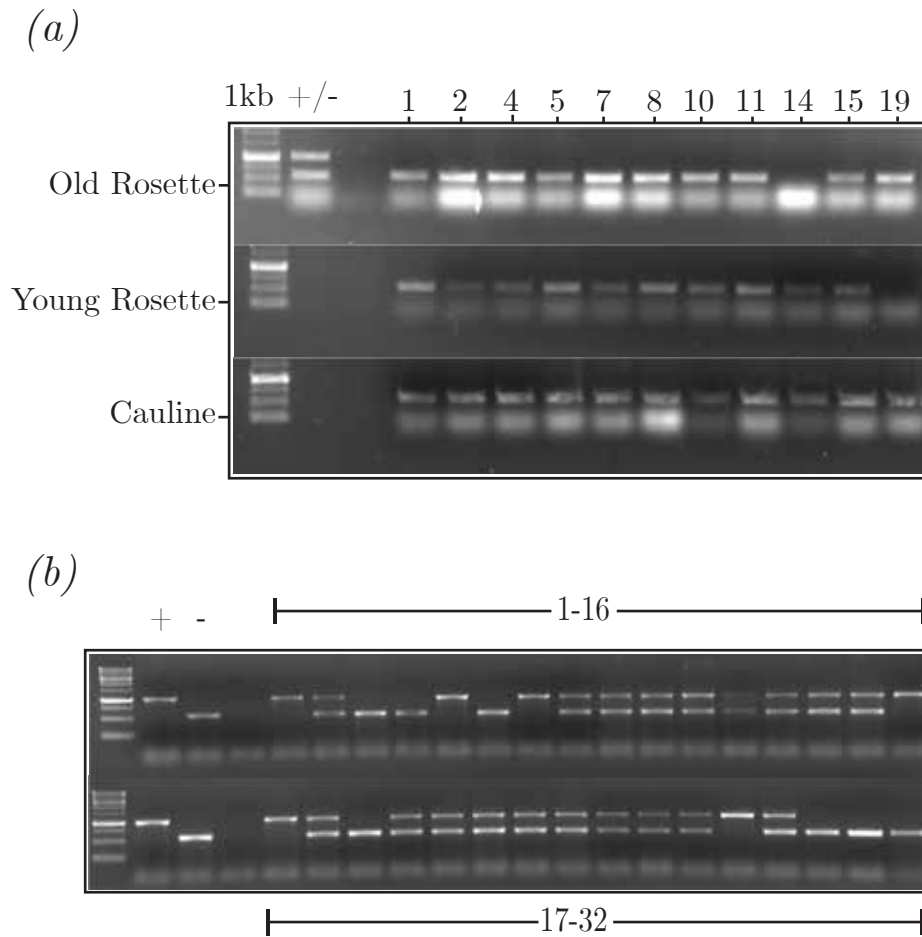 (a)
1kb +/- 1 2 4 5 7 8 10 11 14 15 19
Old Rosette
Young Rosette
Cauline
(b)
+ - 1-16
17-32